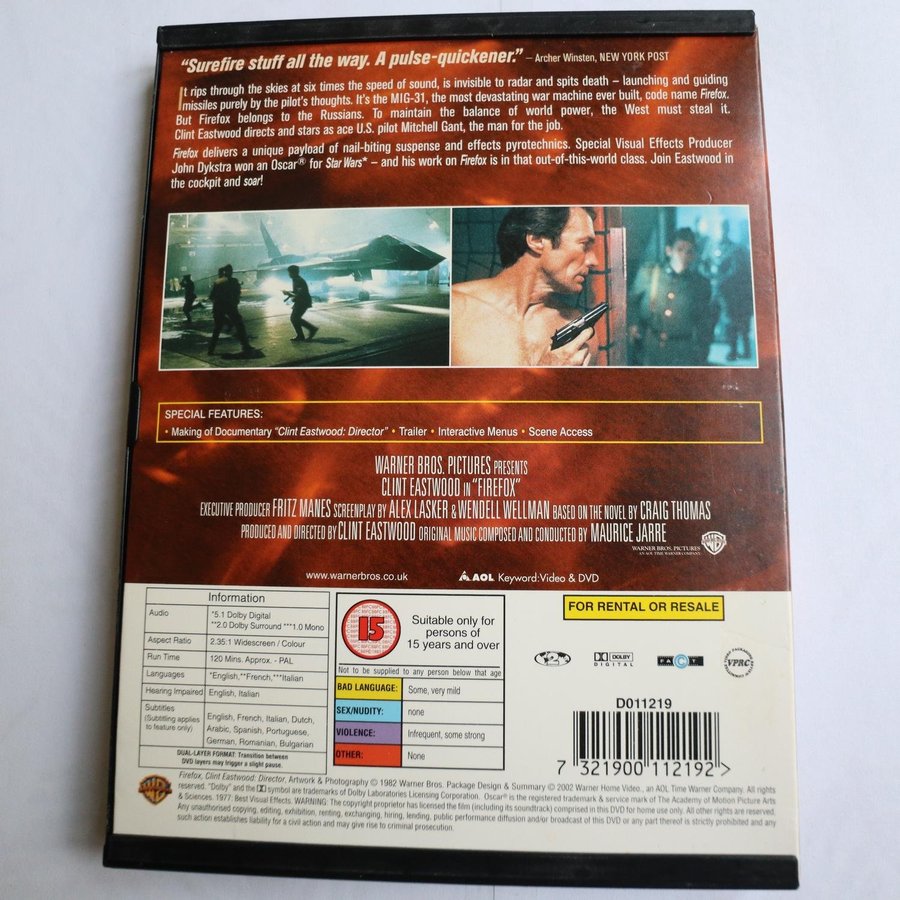 "Surefire stuff all the way. A pulse-quickener." – Archer Winsten, NEW YORK POST
It rips through the skies at six times the speed of sound, is invisible to radar and spits death – launching and guiding
missiles purely by the pilot's thoughts. It's the MIG-31, the most devastating war machine ever built, code name Firefox.
But Firefox belongs to the Russians. To maintain the balance of world power, the West must steal it.
Clint Eastwood directs and stars as ace U.S. pilot Mitchell Gant, the man for the job.
Firefox delivers a unique payload of nail-biting suspense and effects pyrotechnics. Special Visual Effects Producer
John Dykstra won an Oscar® for Star Wars* – and his work on Firefox is in that out-of-this-world class. Join Eastwood in
the cockpit and soar!
SPECIAL FEATURES:
• Making of Documentary "Clint Eastwood: Director" • Trailer • Interactive Menus • Scene Access
WARNER BROS. PICTURES PRESENTS
CLINT EASTWOOD IN "FIREFOX"
EXECUTIVE PRODUCER FRITZ MANES SCREENPLAY BY ALEX LASKER & WENDELL WELLMAN BASED ON THE NOVEL BY CRAIG THOMAS
PRODUCED AND DIRECTED BY CLINT EASTWOOD ORIGINAL MUSIC COMPOSED AND CONDUCTED BY MAURICE JARRE
WARNER BROS. PICTURES
AN AOL TIME WARNER COMPANY
www.warnerbros.co.uk
AOL Keyword: Video & DVD
Information
Audio
*5.1 Dolby Digital
**2.0 Dolby Surround ***1.0 Mono
Aspect Ratio
2.35:1 Widescreen / Colour
Run Time
120 Mins. Approx. - PAL
Languages
*English,**French,***Italian
Hearing Impaired
English, Italian
Subtitles
(Subtitling applies
to feature only)
English, French, Italian, Dutch,
Arabic, Spanish, Portuguese,
German, Romanian, Bulgarian
DUAL-LAYER FORMAT: Transition between
DVD layers may trigger a slight pause.
15
Suitable only for
persons of
15 years and over
Not to be supplied to any person below that age
BAD LANGUAGE:
Some, very mild
SEX/NUDITY:
none
VIOLENCE:
Infrequent, some strong
OTHER:
None
FOR RENTAL OR RESALE
2
DOLBY
DIGITAL
FACT
VPRC
D011219
7 321900 112192 >
Firefox, Clint Eastwood: Director, Artwork & Photography © 1982 Warner Bros. Package Design & Summary © 2002 Warner Home Video, an AOL Time Warner Company. All rights
reserved. "Dolby" and the DD symbol are trademarks of Dolby Laboratories Licensing Corporation. Oscar® is the registered trademark & service mark of The Academy of Motion Picture Arts
& Sciences. *1977: Best Visual Effects. WARNING: The copyright proprietor has licensed the film (including its soundtrack) comprised in this DVD for home use only. All other rights are reserved.
Any unauthorised copying, editing, exhibition, renting, exchanging, hiring, lending, public performance diffusion and/or broadcast of this DVD or any part thereof is strictly prohibited and any
such action establishes liability for a civil action and may give rise to criminal prosecution.